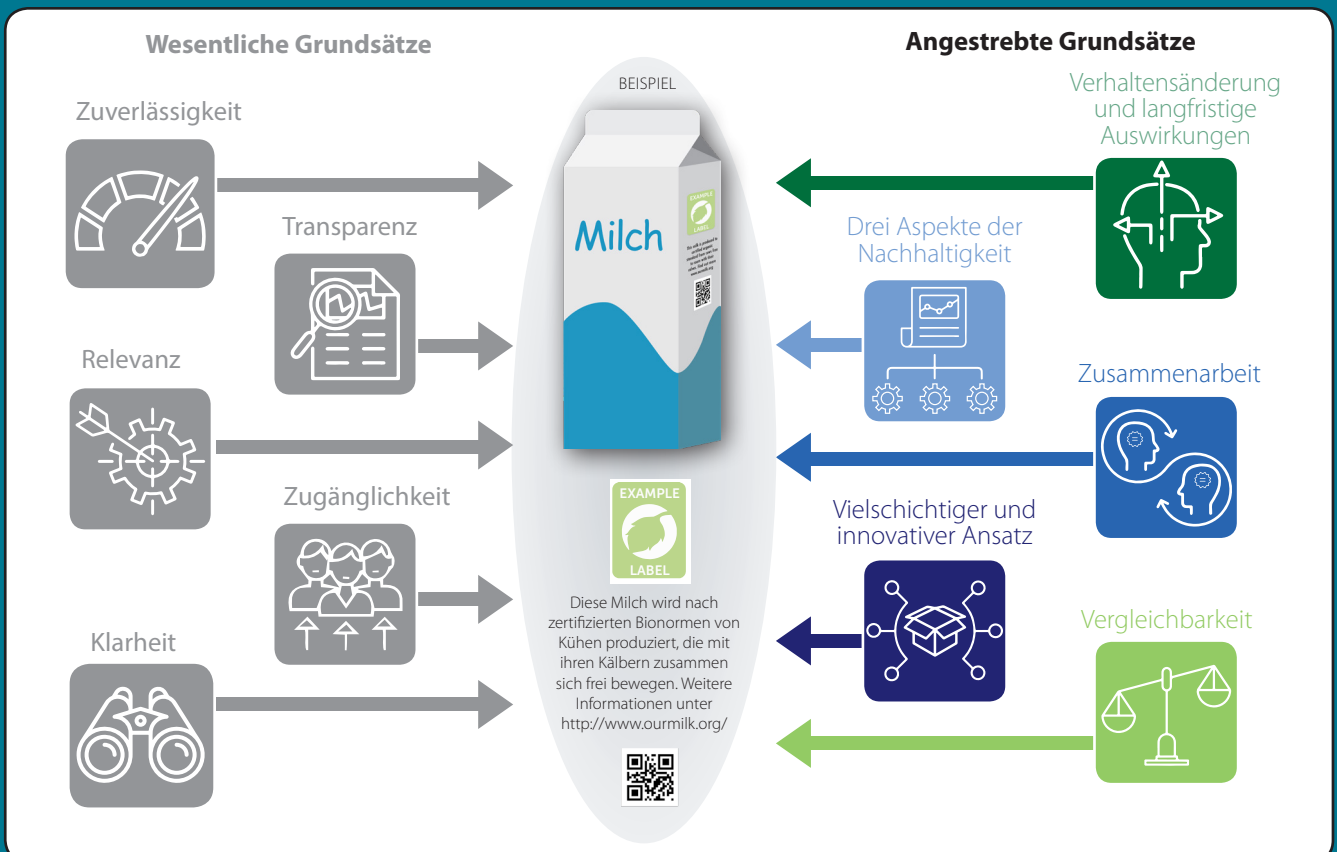 Wesentliche Grundsätze
Zuverlässigkeit
Transparenz
Relevanz
Zugänglichkeit
Klarheit
BEISPIEL
Milch
EXAMPLE
LABEL
EXAMPLE
LABEL
Diese Milch wird nach
zertifizierten Bionormen von
Kühen produziert, die mit
ihren Kälbern zusammen
sich frei bewegen. Weitere
Informationen unter
http://www.ourmilk.org/
Angestrebte Grundsätze
Verhaltensänderung
und langfristige
Auswirkungen
Drei Aspekte der
Nachhaltigkeit
Zusammenarbeit
Vielschichtiger und
innovativer Ansatz
Vergleichbarkeit